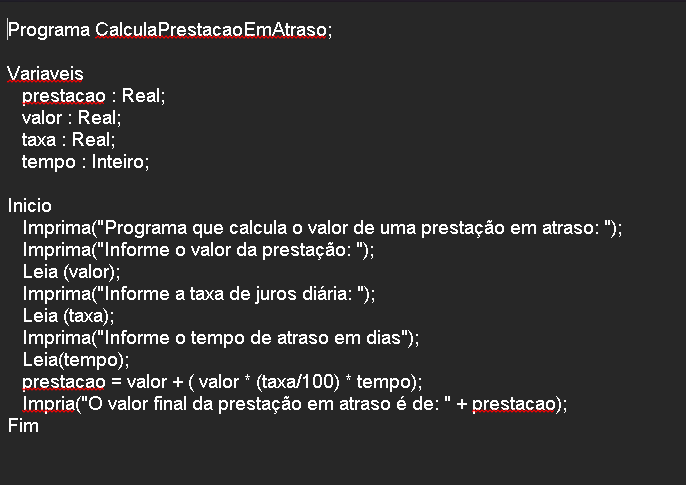 Programa CalculaPrestacaoEmAtraso;
Variaveis
prestacao : Real;
valor : Real;
taxa : Real;
tempo : Inteiro;
Inicio
Imprima("Programa que calcula o valor de uma prestação em atraso: ");
Imprima("Informe o valor da prestação: ");
Leia (valor);
Imprima("Informe a taxa de juros diária: ");
Leia (taxa);
Imprima("Informe o tempo de atraso em dias");
Leia(tempo);
prestacao = valor + ( valor * (taxa/100) * tempo);
Impria("O valor final da prestação em atraso é de: " + prestacao);
Fim